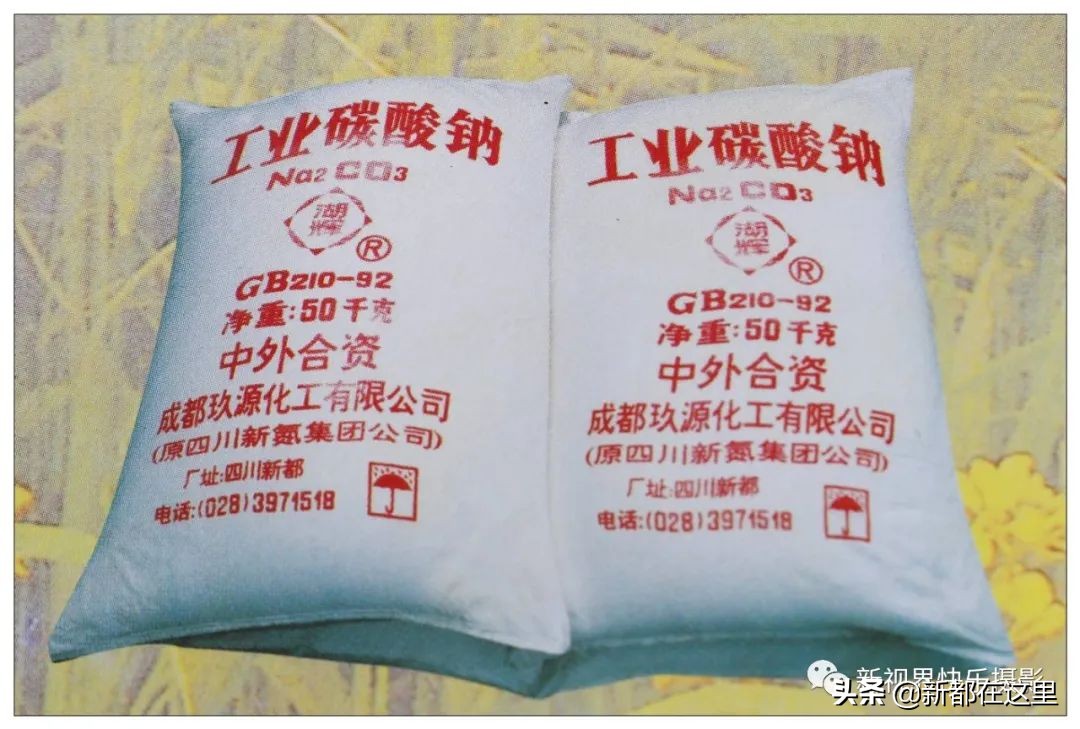 工业碳酸钠
Na2CO3
湖辉
®
GB210-92
净重:50千克
中外合资
成都玖源化工有限公司
(原四川新氮集团公司)
厂址:四川新都
电话:(028)3971518
工业碳酸钠
Na2CO3
湖辉
®
GB210-92
净重:50千克
中外合资
成都玖源化工有限公司
(原四川新氮集团公司)
厂址:四川新都
电话:(028)3971518
新视界快乐摄影
头条 @新都在这里